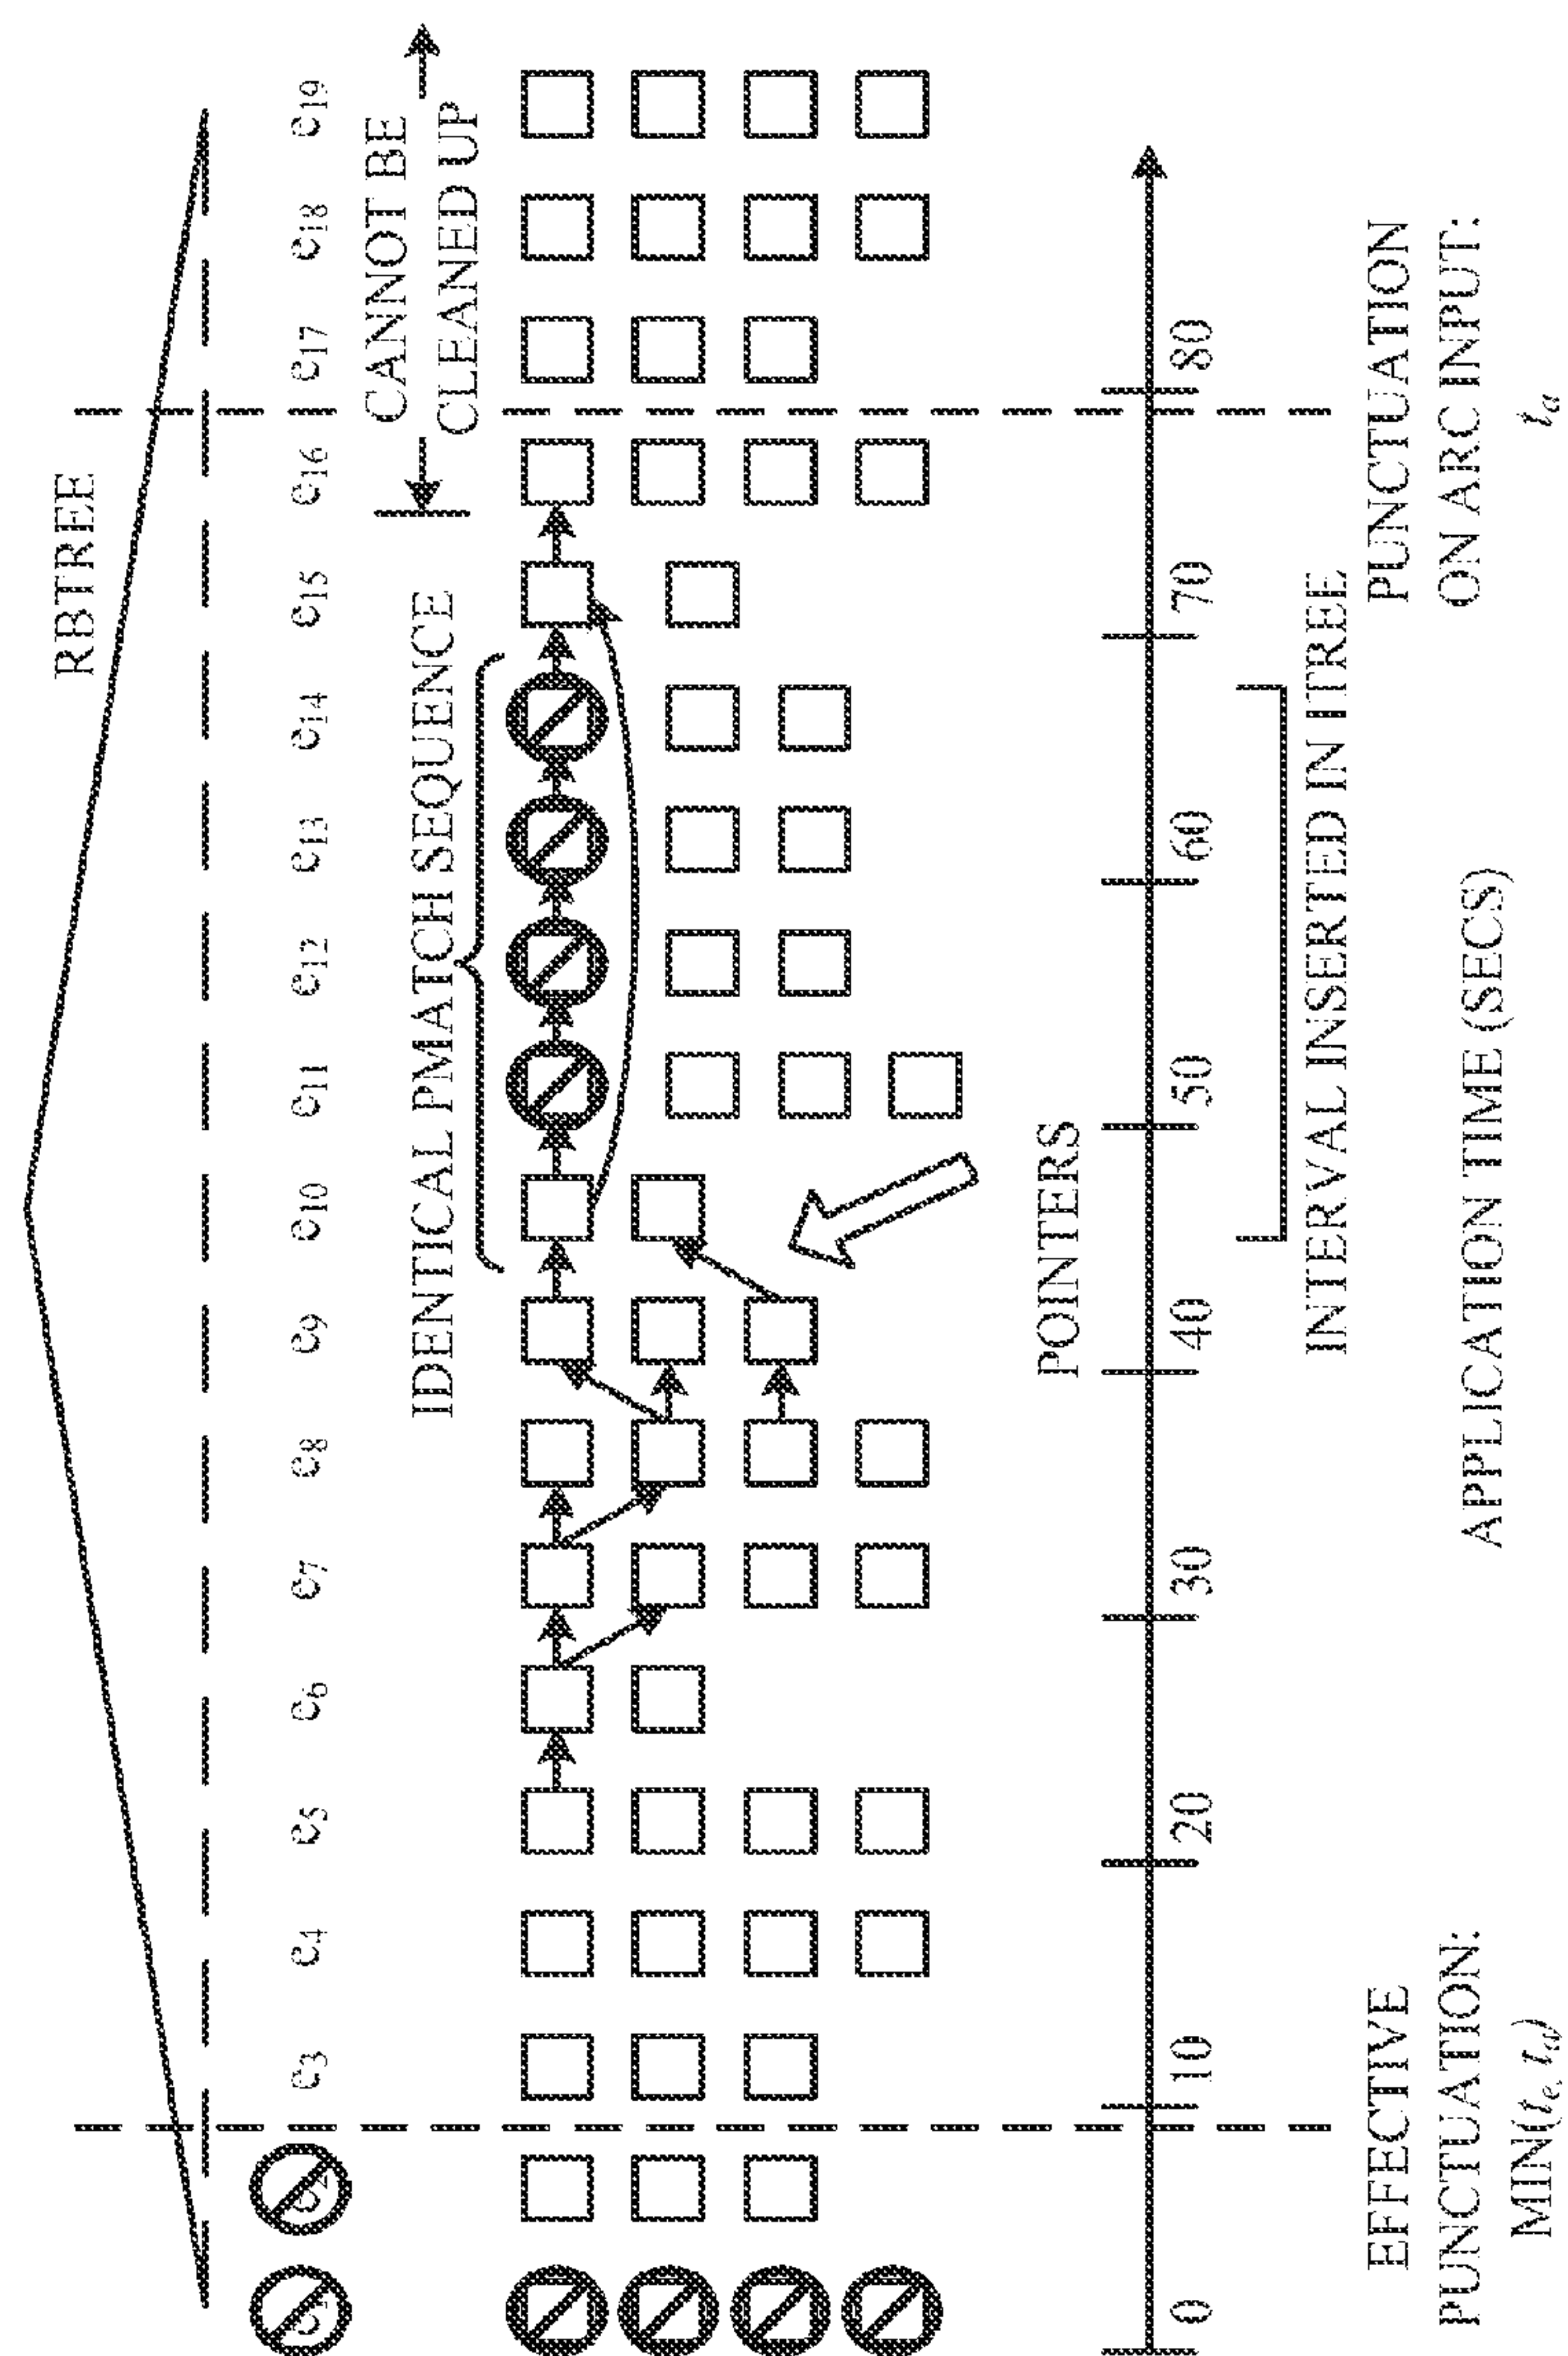 RBTREE
e3 e4 e5 e6 e7 e8 e9 e10 e11 e12 e13 e14 e15 e16 e17 e18 e19
IDENTICAL PMATCH SEQUENCE
CANNOT BE
CLEANED UP
POINTERS
0 10 20 30 40 50 60 70 80
INTERVAL INSERTED IN ITREE
EFFECTIVE
PUNCTUATION:
MIN(te, ta)
APPLICATION TIME (SECS)
PUNCTUATION
ON ARC INPUT:
ta